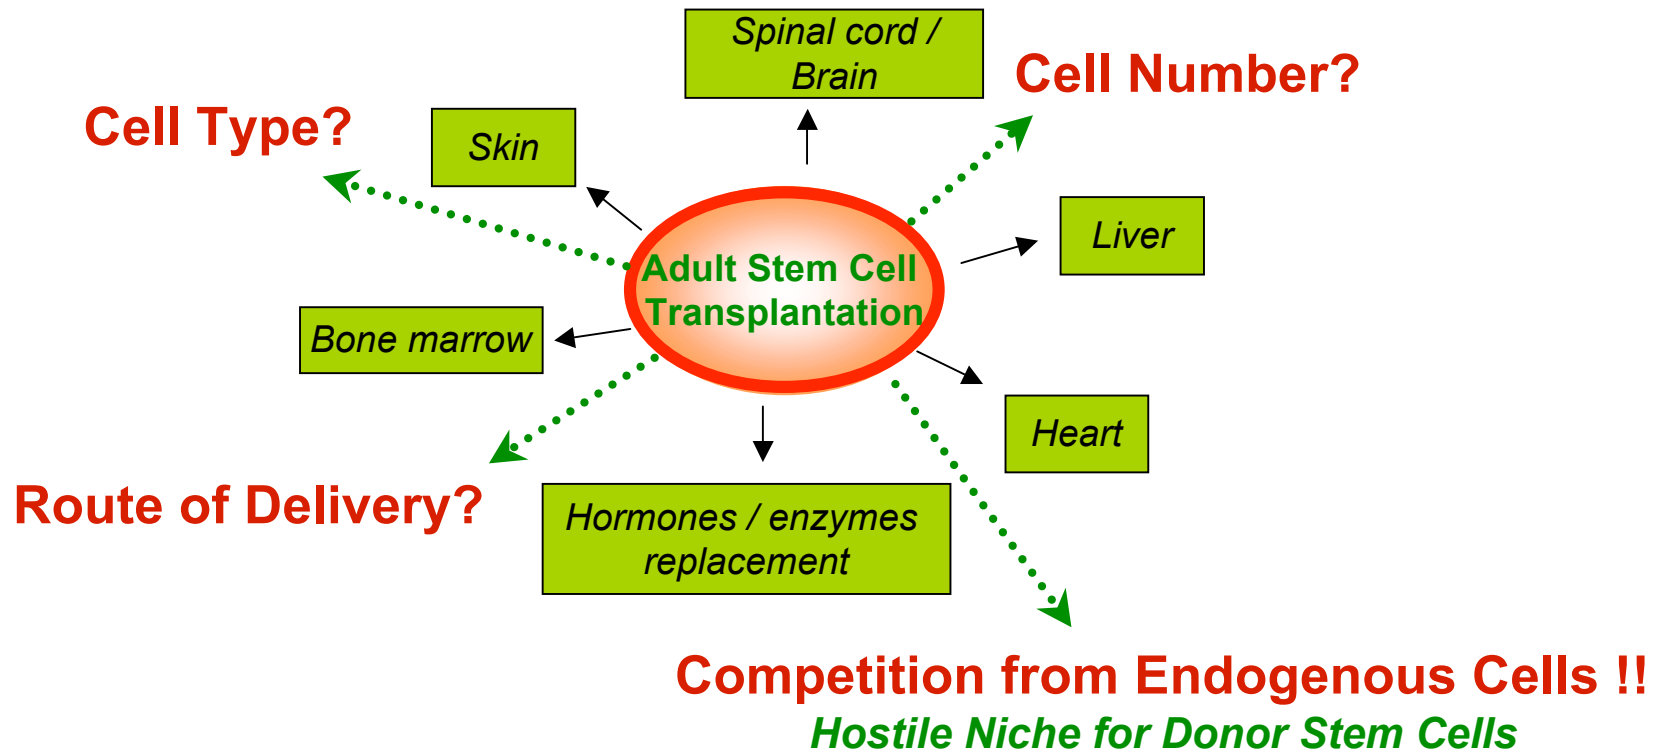 Spinal cord /
Brain
Cell Number?
Cell Type?
Skin
Liver
Adult Stem Cell
Transplantation
Bone marrow
Heart
Route of Delivery?
Hormones / enzymes
replacement
Competition from Endogenous Cells !!
Hostile Niche for Donor Stem Cells